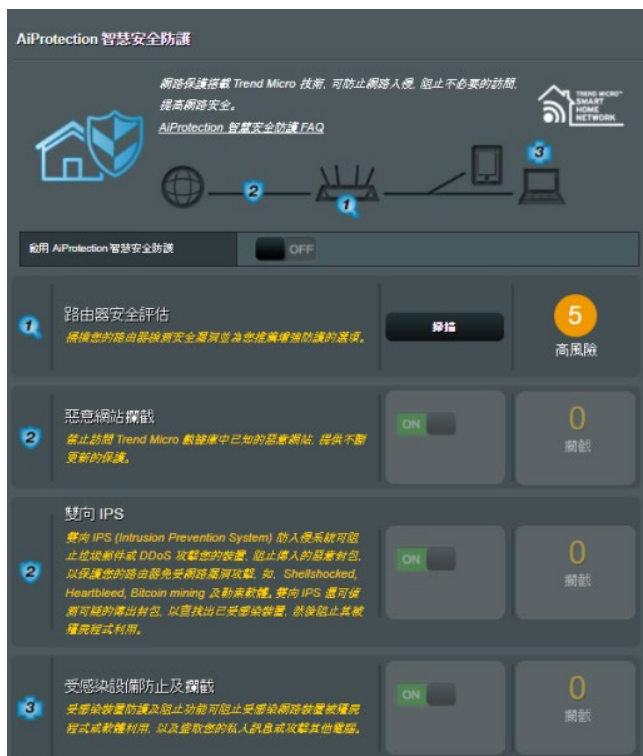 AiProtection 智慧安全防護
網路保護搭載 Trend Micro 技術, 可防止網路入侵, 阻止不必要的訪問,
提高網路安全。
AiProtection 智慧安全防護 FAQ
TREND MICRO™
SMART
HOME
NETWORK
3
2
1
啟用 AiProtection 智慧安全防護
OFF
1
路由器安全評估
掃描您的路由器檢測安全漏洞並為您推薦增強防護的選項。
掃描
5
高風險
2
惡意網站攔截
禁止訪問 Trend Micro 數據庫中已知的惡意網站, 提供不斷
更新的保護。
ON
0
攔截
2
雙向 IPS
雙向 IPS (Intrusion Prevention System) 防入侵系統可阻
止垃圾郵件或 DDoS 攻擊您的裝置, 阻止傳入的惡意封包,
以保護您的路由器免受網路漏洞攻擊, 如, Shellshocked,
Heartbleed, Bitcoin mining 及勒索軟體。雙向 IPS 還可偵
測可疑的傳出封包, 以查找出已受感染裝置, 然後阻止其被
殭屍程式利用。
ON
0
攔截
3
受感染設備防止及攔截
受感染裝置防護及阻止功能可阻止受感染網路裝置被殭屍
程式或軟體利用, 以及盜取您的私人訊息或攻擊其他電腦。
ON
0
攔截